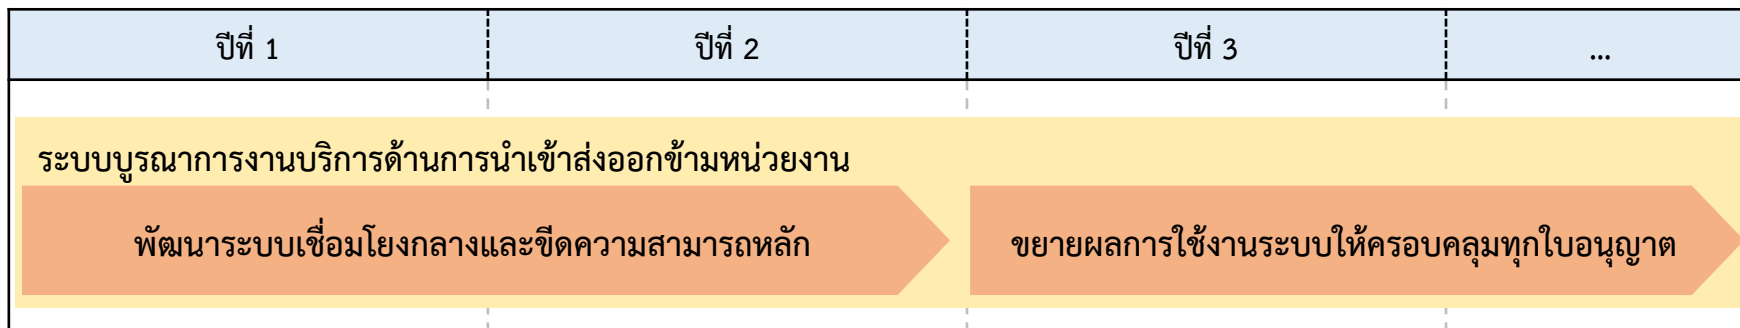 ปีที่ 1
ปีที่ 2
ปีที่ 3
...
ระบบบูรณาการงานบริการด้านการนำเข้าส่งออกข้ามหน่วยงาน
พัฒนาระบบเชื่อมโยงกลางและขีดความสามารถหลัก
ขยายผลการใช้งานระบบให้ครอบคลุมทุกใบอนุญาต